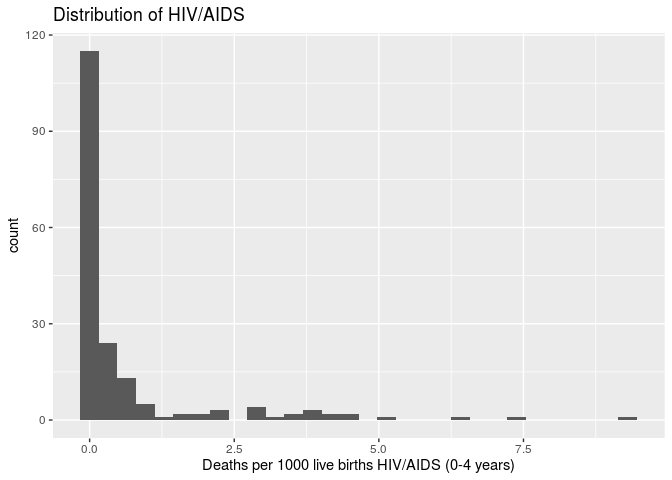 Distribution of HIV/AIDS
120
90
60
30
0
count
0.0 2.5 5.0 7.5
Deaths per 1000 live births HIV/AIDS (0-4 years)